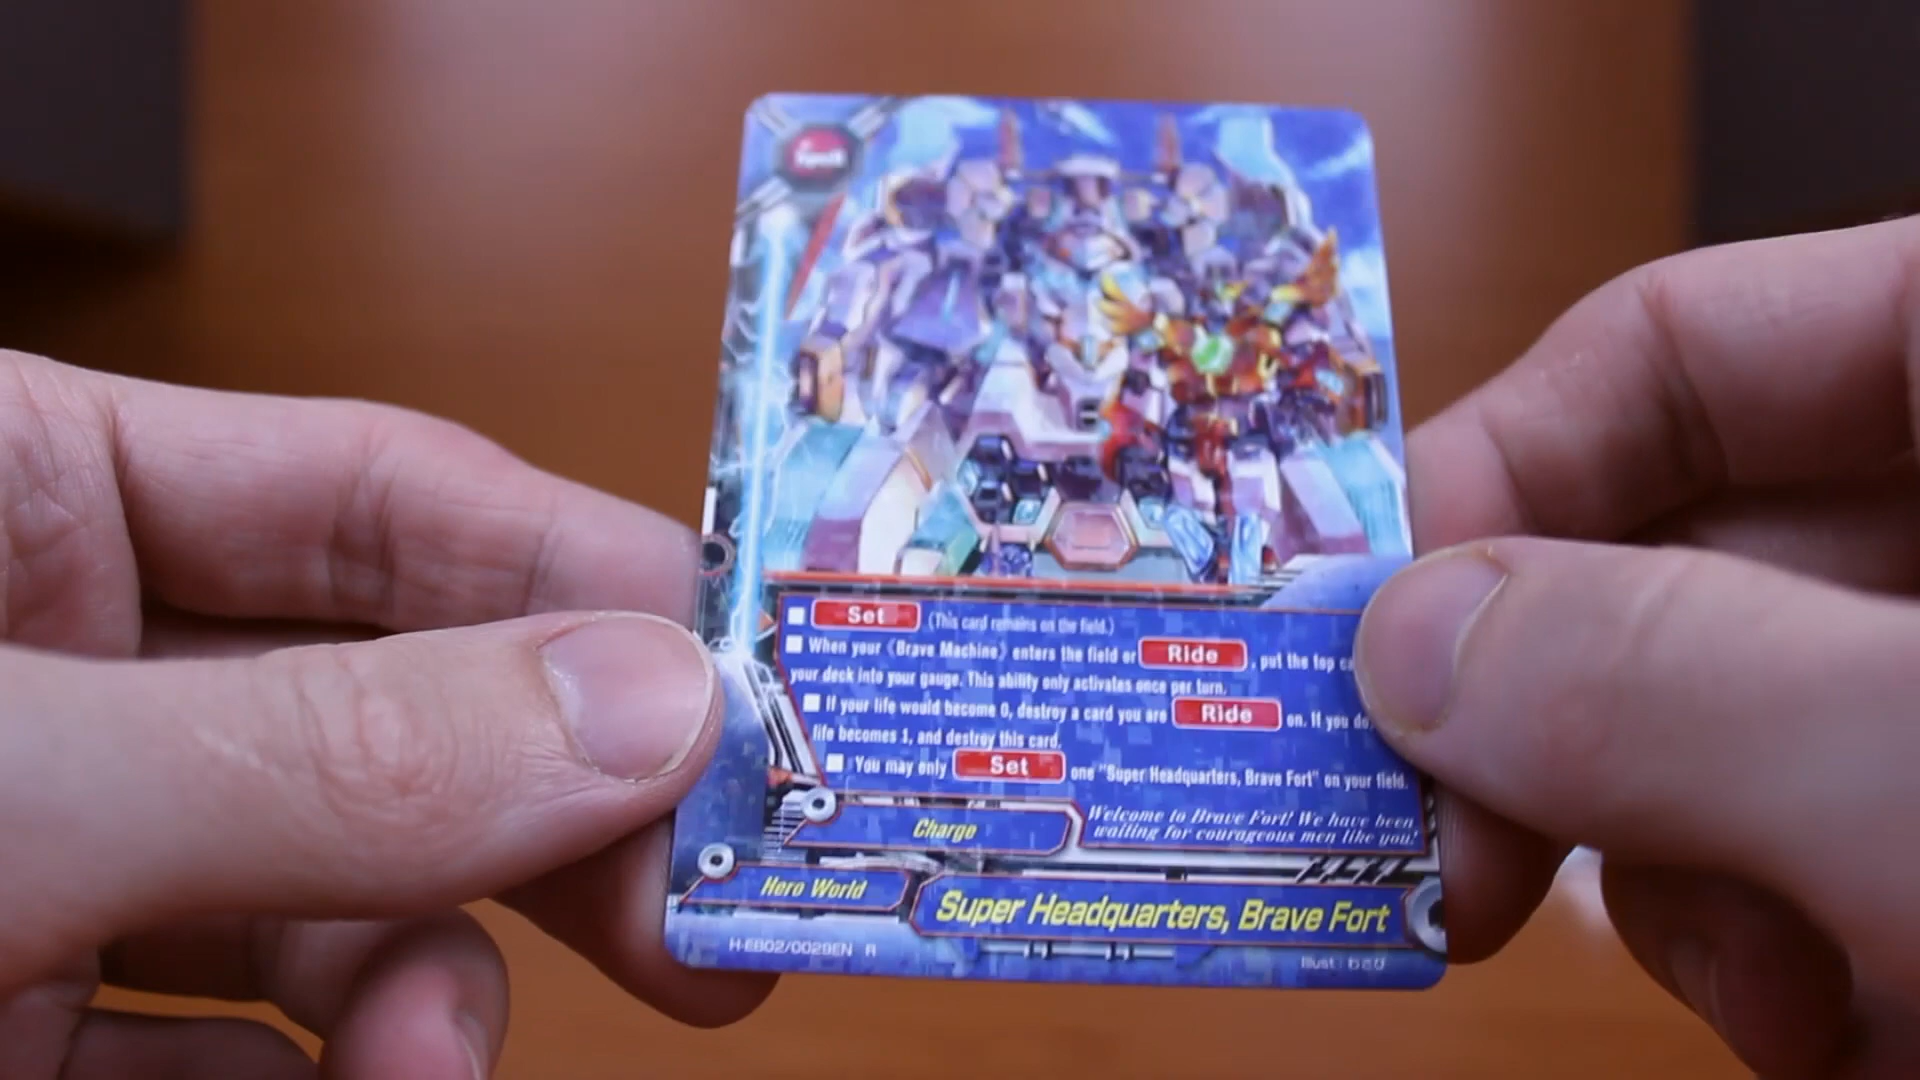 Spell
Set (This card remains on the field.)
When your 《Brave Machine》 enters the field or Ride, put the top
your deck into your gauge. This ability only activates once per turn.
If your life would become 0, destroy a card you are Ride on. If you do,
life becomes 1, and destroy this card.
You may only Set one "Super Headquarters, Brave Fort" on your field.
Charge
Welcome to Brave Fort! We have been
waiting for courageous men like you!
Hero World
Super Headquarters, Brave Fort
H-EB02/0029EN R
Illust わさび